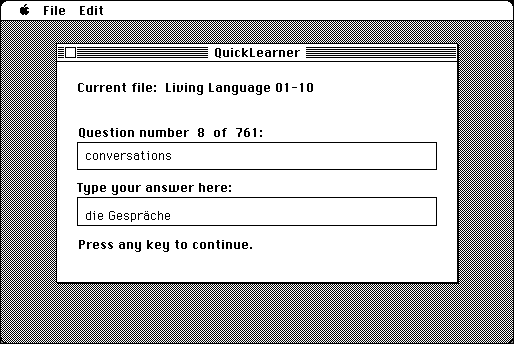 File Edit
QuickLearner
Current file: Living Language 01-10
Question number 8 of 761:
conversations
Type your answer here:
die Gespräche
Press any key to continue.